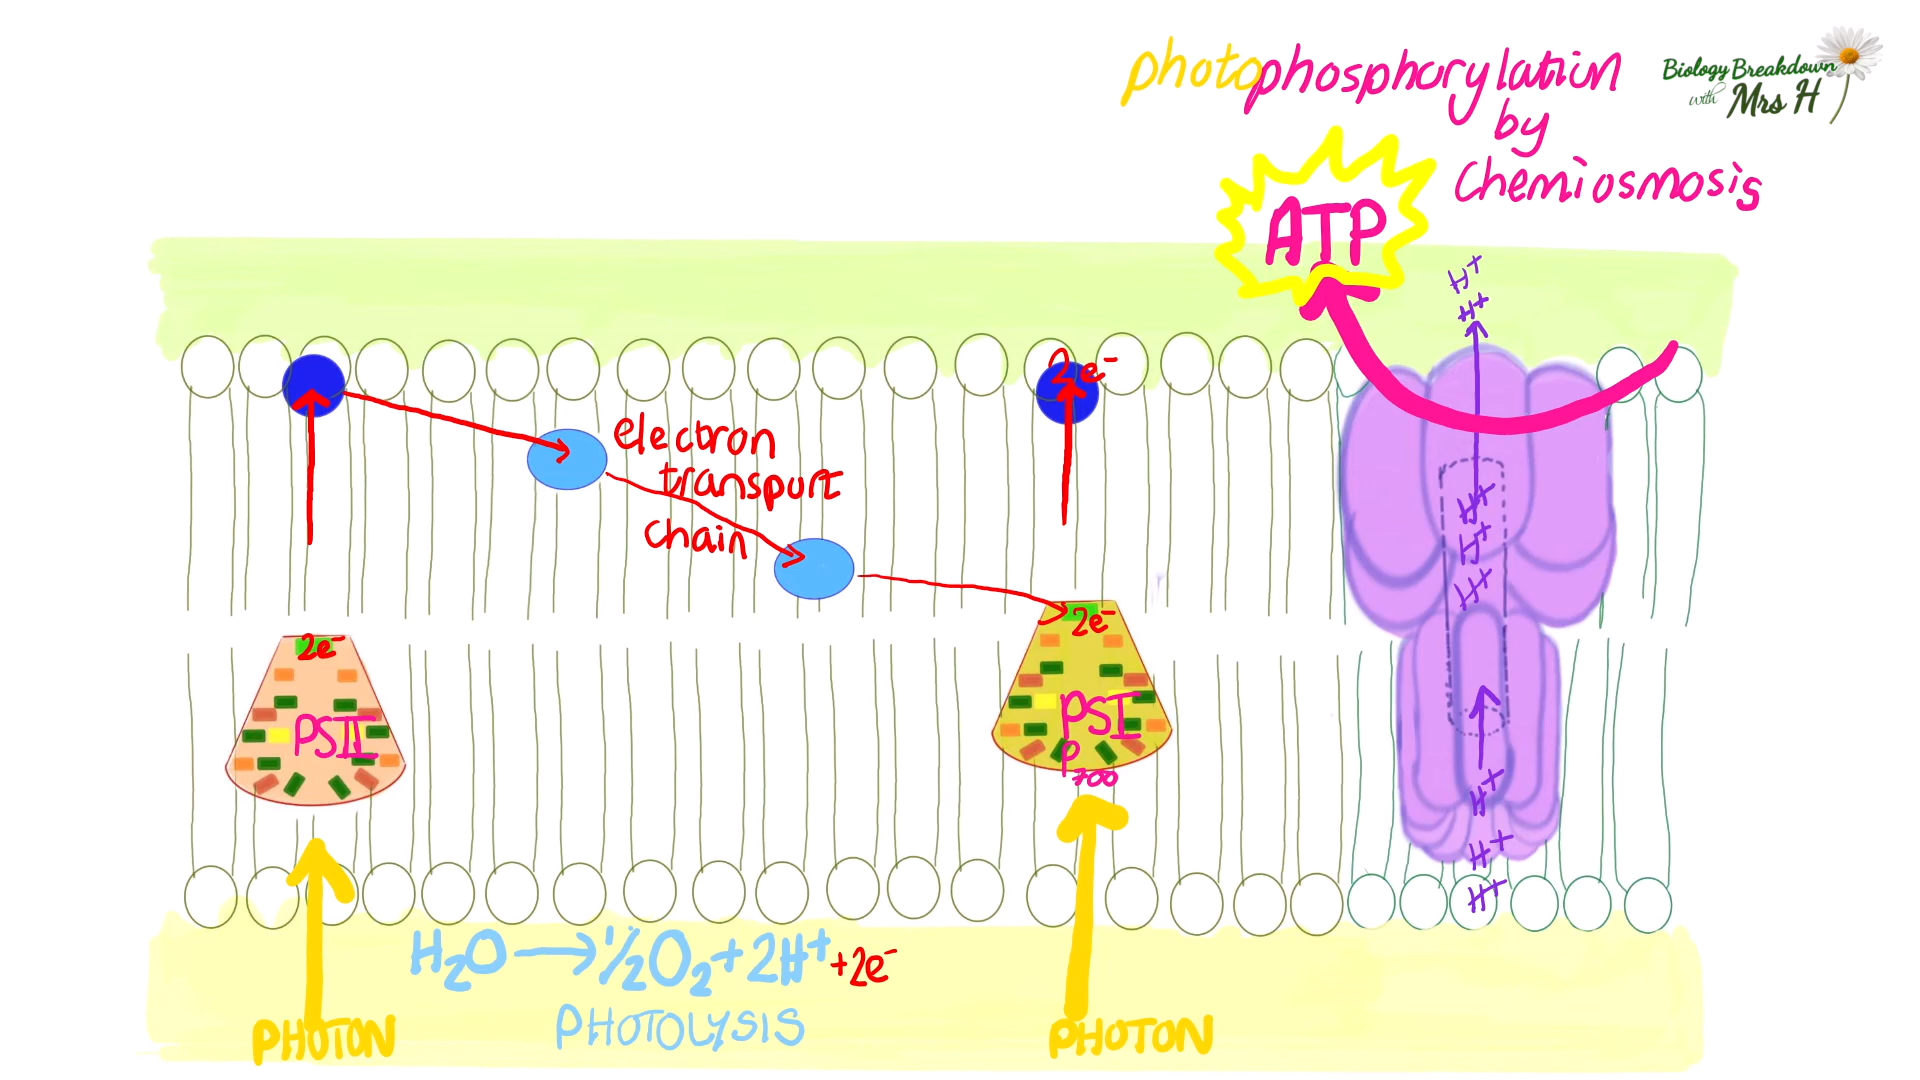 photophosphorylation
by
Chemiosmosis
Biology Breakdown
with Mrs H
ATP
H+
H+
2e-
electron
transport
chain
H+
H+
H+
2e-
2e-
PSII
PSI
P700
H+
H+
H+
H2O → 1/2O2 + 2H+ + 2e-
PHOTOLYSIS
PHOTON
PHOTON